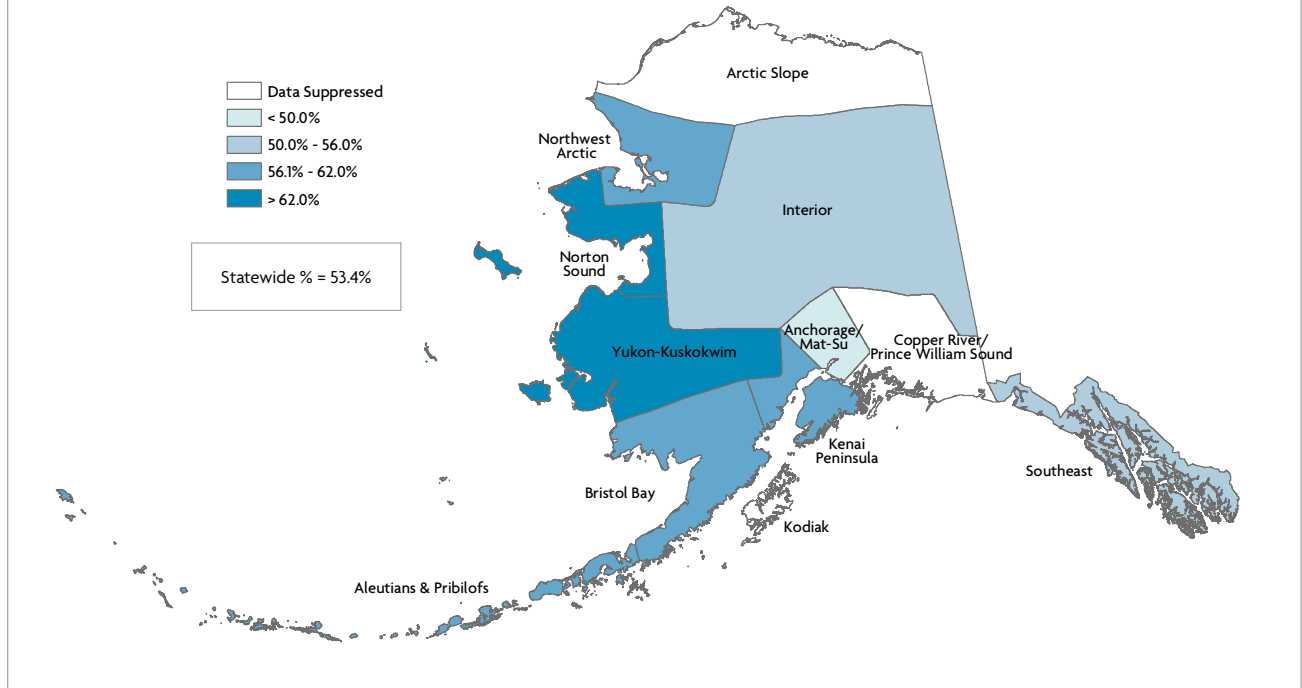 Arctic Slope
Data Suppressed
< 50.0%
50.0% - 56.0%
56.1% - 62.0%
> 62.0%
Northwest
Arctic
Interior
Norton
Sound
Statewide % = 53.4%
Anchorage/
Mat-Su
Copper River/
Prince William Sound
Yukon-Kuskokwim
Kenai
Peninsula
Southeast
Bristol Bay
Kodiak
Aleutians & Pribilofs